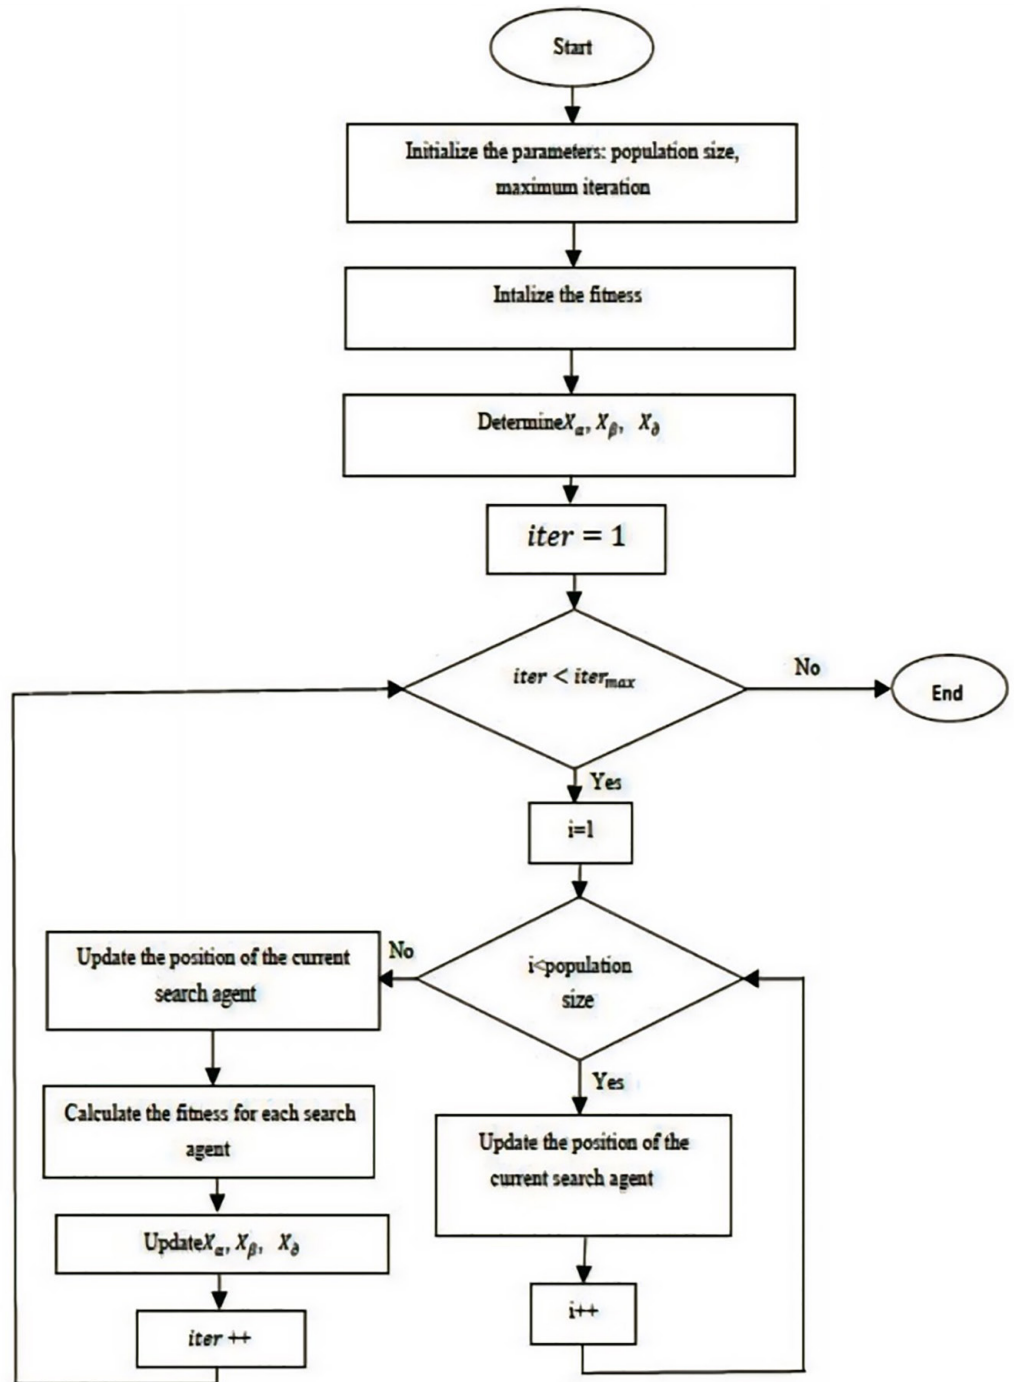 Start
Initialize the parameters: population size,
maximum iteration
Intalize the fitness
DetermineXα, Xβ, X∂
iter = 1
iter < itermax
No
End
Yes
i=1
i<population
size
No
Update the position of the current
search agent
Yes
Calculate the fitness for each search
agent
Update the position of the
current search agent
UpdateXα, Xβ, X∂
i++
iter ++